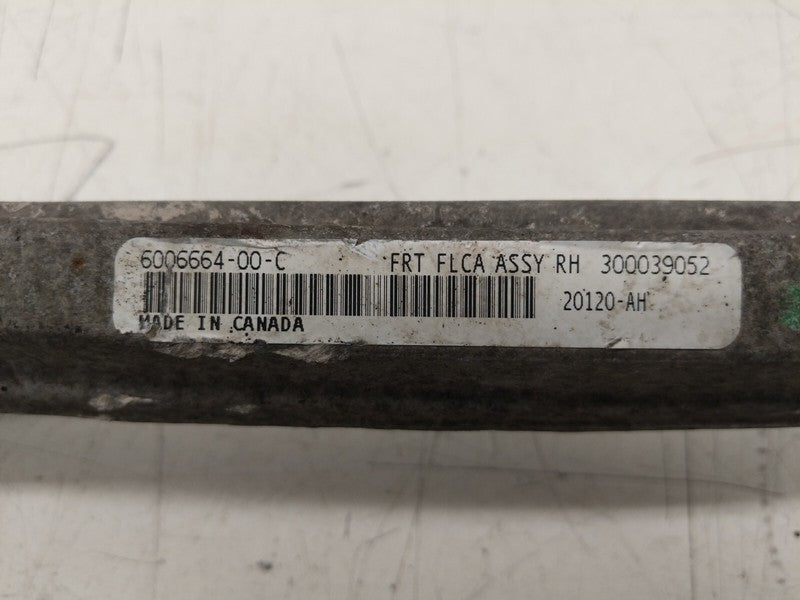 6006664-00-C FRT FLCA ASSY RH 300039052
20120-AH
MADE IN CANADA